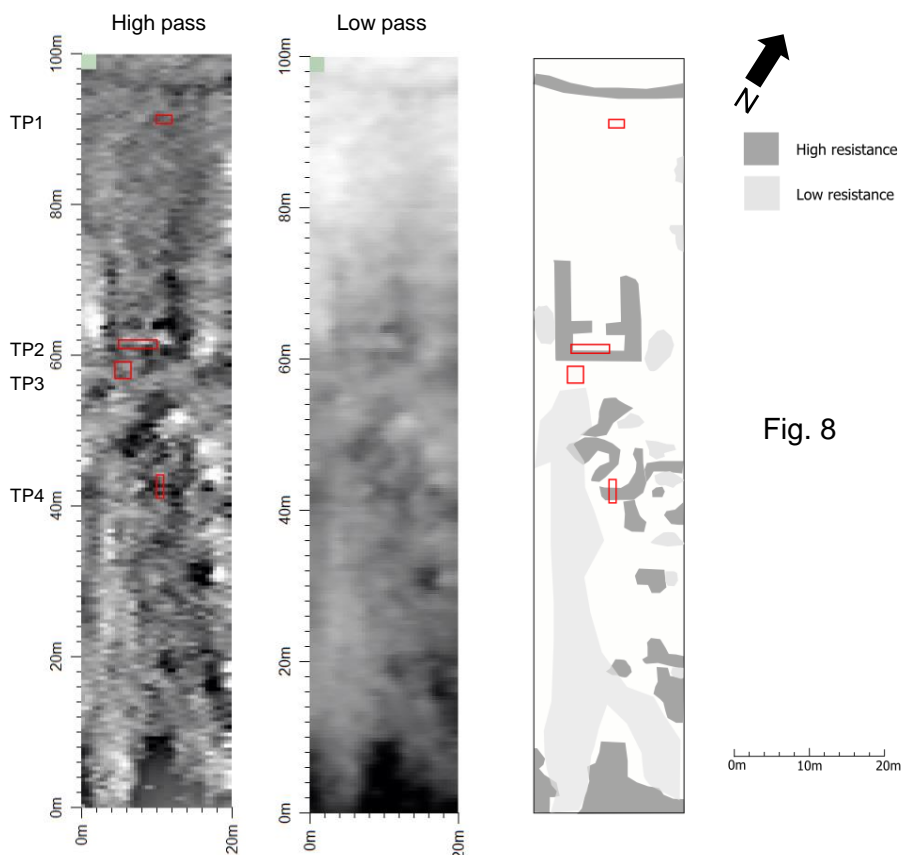 High pass
Low pass
100m
80m
60m
40m
20m
0m
0m
20m
TP1
TP2
TP3
TP4
100m
80m
60m
40m
20m
0m
0m
20m
N
High resistance
Low resistance
Fig. 8
0m
10m
20m